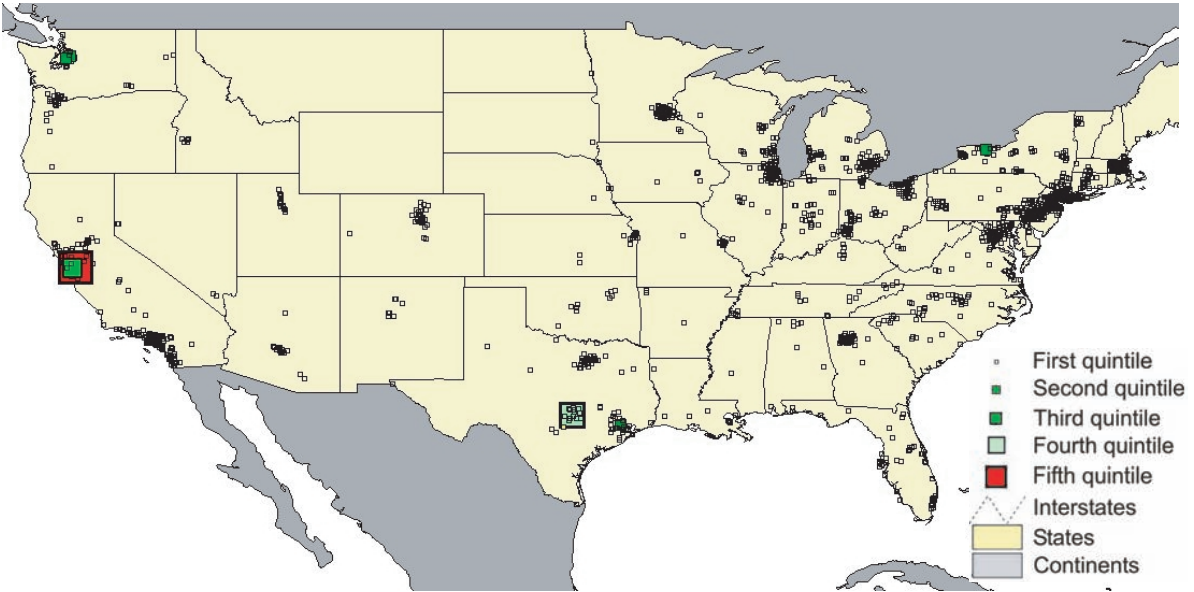 First quintile
Second quintile
Third quintile
Fourth quintile
Fifth quintile
Interstates
States
Continents